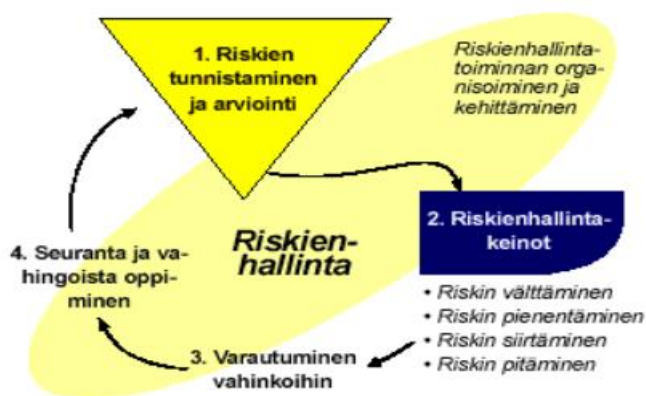 1. Riskien
tunnistaminen
ja arviointi
Riskienhallinta-
toiminnan orga-
nisoiminen ja
kehittäminen
2. Riskienhallinta-
keinot
• Riskin välttäminen
• Riskin pienentäminen
• Riskin siirtäminen
• Riskin pitäminen
3. Varautuminen
vahinkoihin
4. Seuranta ja va-
hingoista oppi-
minen
Riskien-
hallinta